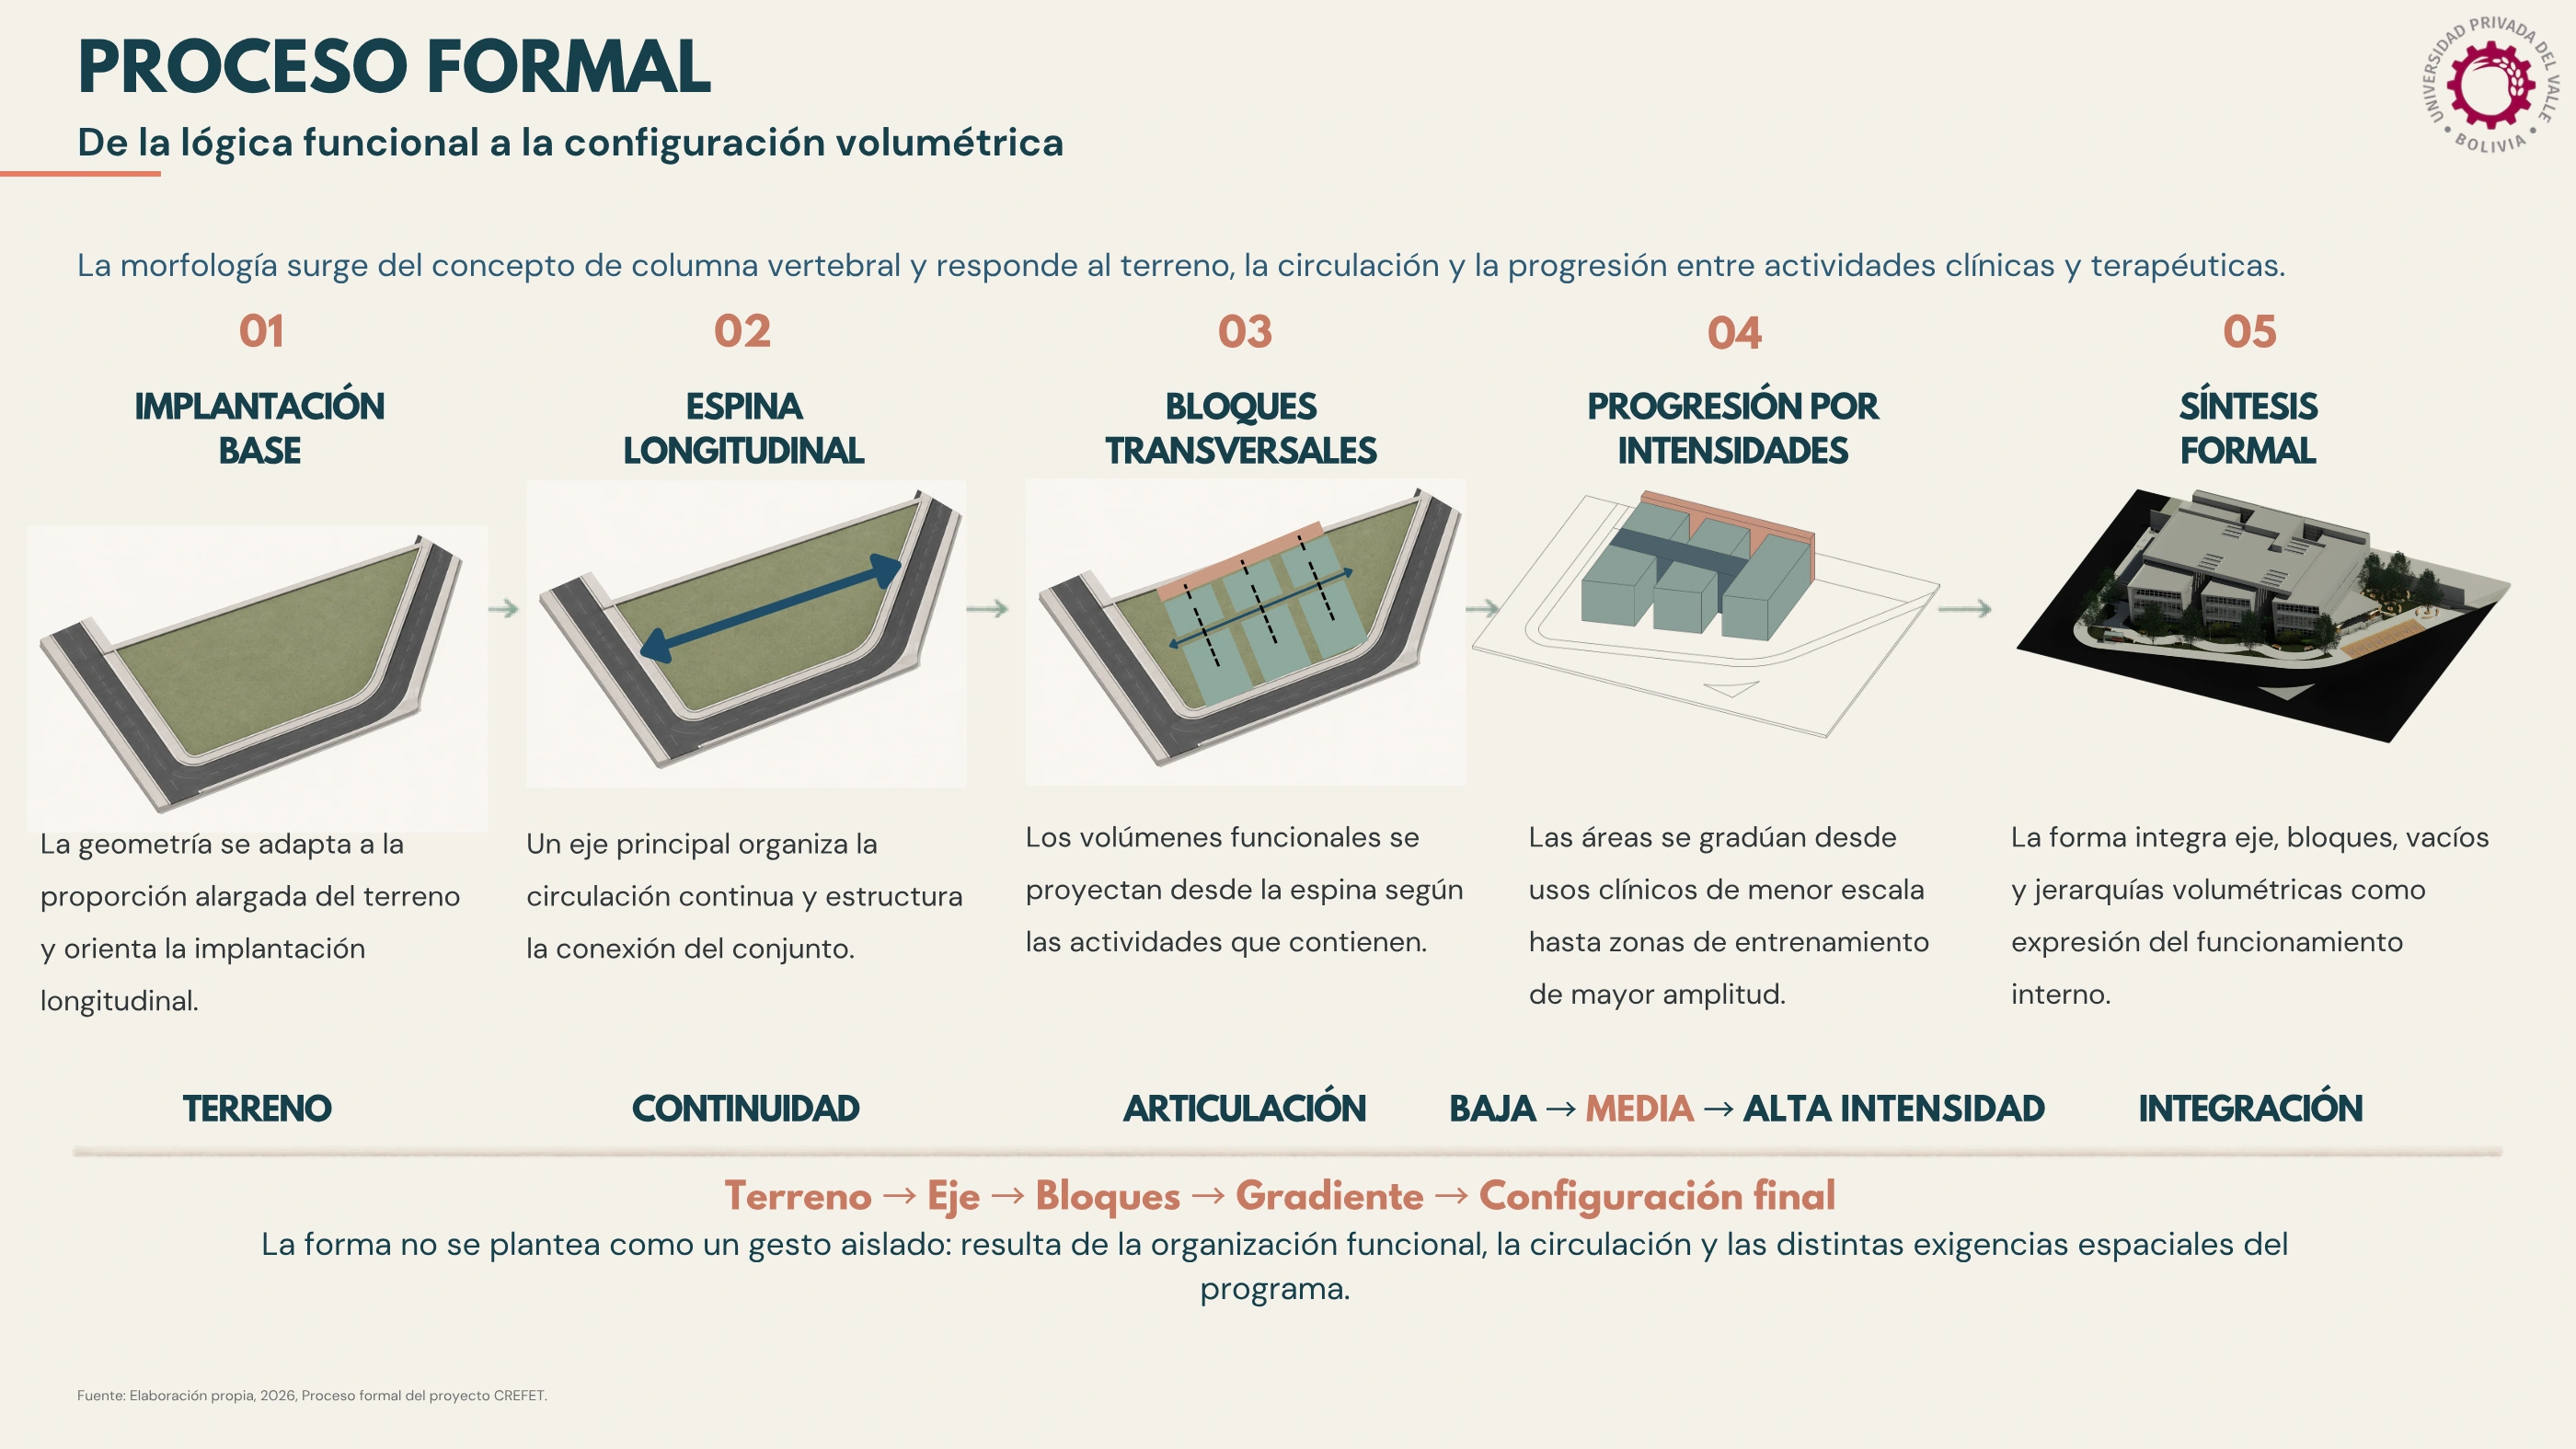 PROCESO FORMAL
De la lógica funcional a la configuración volumétrica
UNIVERSIDAD PRIVADA DEL VALLE • BOLIVIA •
La morfología surge del concepto de columna vertebral y responde al terreno, la circulación y la progresión entre actividades clínicas y terapéuticas.
01
IMPLANTACIÓN
BASE
La geometría se adapta a la
proporción alargada del terreno
y orienta la implantación
longitudinal.
TERRENO
02
ESPINA
LONGITUDINAL
Un eje principal organiza la
circulación continua y estructura
la conexión del conjunto.
CONTINUIDAD
03
BLOQUES
TRANSVERSALES
Los volúmenes funcionales se
proyectan desde la espina según
las actividades que contienen.
ARTICULACIÓN
04
PROGRESIÓN POR
INTENSIDADES
Las áreas se gradúan desde
usos clínicos de menor escala
hasta zonas de entrenamiento
de mayor amplitud.
BAJA → MEDIA → ALTA INTENSIDAD
05
SÍNTESIS
FORMAL
La forma integra eje, bloques, vacíos
y jerarquías volumétricas como
expresión del funcionamiento
interno.
INTEGRACIÓN
Terreno → Eje → Bloques → Gradiente → Configuración final
La forma no se plantea como un gesto aislado: resulta de la organización funcional, la circulación y las distintas exigencias espaciales del
programa.
Fuente: Elaboración propia, 2026, Proceso formal del proyecto CREFET.